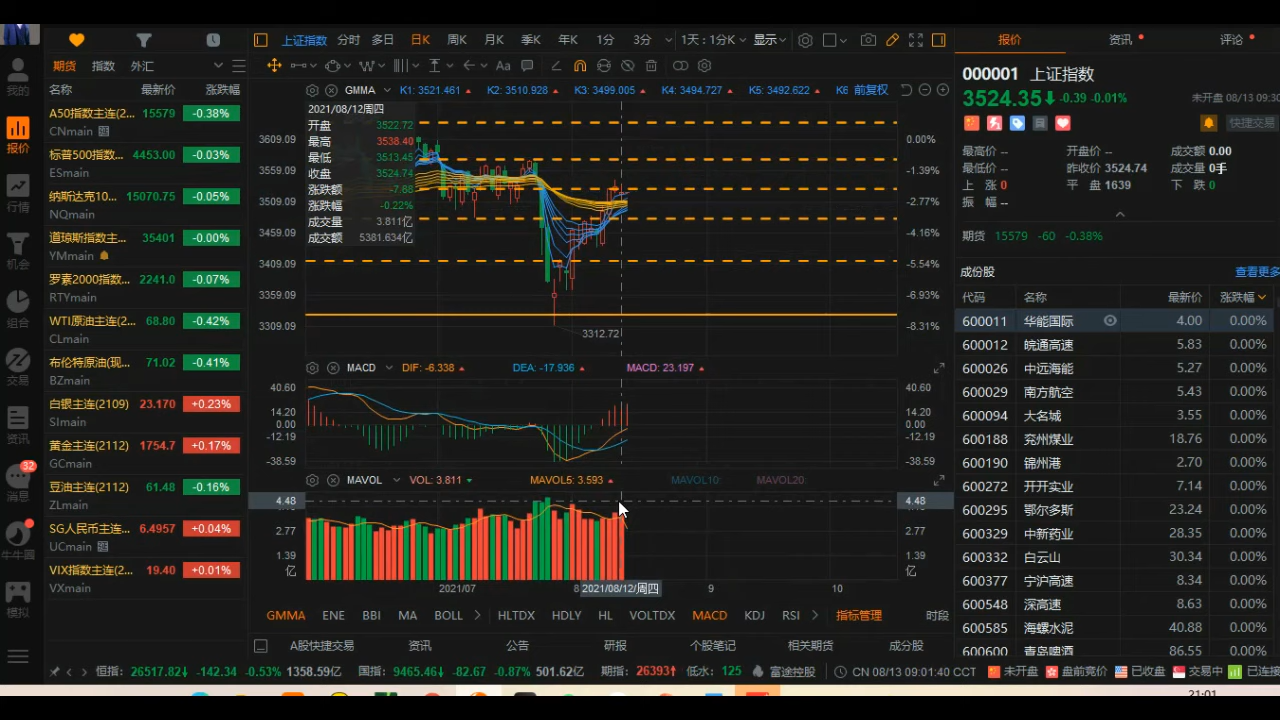 我的
报价
行情
机会
组合
交易
资讯
32
消息
牛牛圈
模拟
期货 指数 外汇
名称 最新价 涨跌幅
A50指数主连(2... 15579 -0.38%
CNmain
标普500指数... 4453.00 -0.03%
ESmain
纳斯达克10... 15070.75 -0.05%
NQmain
道琼斯指数主... 35401 -0.00%
YMmain
罗素2000指数... 2241.0 -0.07%
RTYmain
WTI原油主连(2... 68.80 -0.42%
CLmain
布伦特原油(现... 71.02 -0.41%
BZmain
白银主连(2109) 23.170 +0.23%
SImain
黄金主连(2112) 1754.7 +0.17%
GCmain
豆油主连(2112) 61.48 -0.16%
ZLmain
SG人民币主连... 6.4957 +0.04%
UCmain
VIX指数主连(2... 19.40 +0.01%
VXmain
上证指数 分时 多日 日K 周K 月K 季K 年K 1分 3分 1天:1分K 显示
Aa
GMMA K1: 3521.461 K2: 3510.928 K3: 3499.005 K4: 3494.727 K5: 3492.622 K6 前复权
2021/08/12/周四
开盘 3522.72
最高 3538.40
最低 3513.45
收盘 3524.74
涨跌额 -7.68
涨跌幅 -0.22%
成交量 3.811亿
成交额 5381.634亿
3609.09 0.00%
3559.09 -1.39%
3509.09 -2.77%
3459.09 -4.16%
3409.09 -5.54%
3359.09 -6.93%
3309.09 -8.31%
3312.72
MACD DIF: -6.338 DEA: -17.936 MACD: 23.197
40.60 40.60
14.20 14.20
0.00 0.00
-12.19 -12.19
-38.59 -38.59
MAVOL VOL: 3.811 MAVOL5: 3.593 MAVOL10 MAVOL20
4.48 4.48
2.77 2.77
1.39 1.39
亿 亿
2021/07 8 2021/08/12/周四 9 10
GMMA ENE BBI MA BOLL HLTDX HDLY HL VOLTDX MACD KDJ RSI 指标管理 时段
A股快捷交易 资讯 公告 研报 个股笔记 相关期货 成分股
报价 资讯 评论
000001 上证指数
3524.35 -0.39 -0.01% 未开盘 08/13 09:30
快捷交易
最高价 -- 开盘价 -- 成交额 0.00
最低价 -- 昨收价 3524.74 成交量 0手
上 涨 0 平 盘 1639 下 跌 0
振 幅 --
期货 15579 -60 -0.38%
成份股 查看更多
代码 名称 最新价 涨跌幅
600011 华能国际 4.00 0.00%
600012 皖通高速 5.83 0.00%
600026 中远海能 5.27 0.00%
600029 南方航空 5.43 0.00%
600094 大名城 3.55 0.00%
600188 兖州煤业 18.76 0.00%
600190 锦州港 2.70 0.00%
600272 开开实业 7.14 0.00%
600295 鄂尔多斯 23.24 0.00%
600329 中新药业 28.35 0.00%
600332 白云山 30.34 0.00%
600377 宁沪高速 8.34 0.00%
600548 深高速 8.63 0.00%
600585 海螺水泥 40.88 0.00%
600600 青岛啤酒 86.55 0.00%
恒指: 26517.82 -142.34 -0.53% 1358.59亿 国指: 9465.46 -82.67 -0.87% 501.62亿 期指: 26393 低水: 125 富途控股 CN 08/13 09:01:40 CCT 未开盘 盘前竞价 已收盘 交易中 已连接
21:01